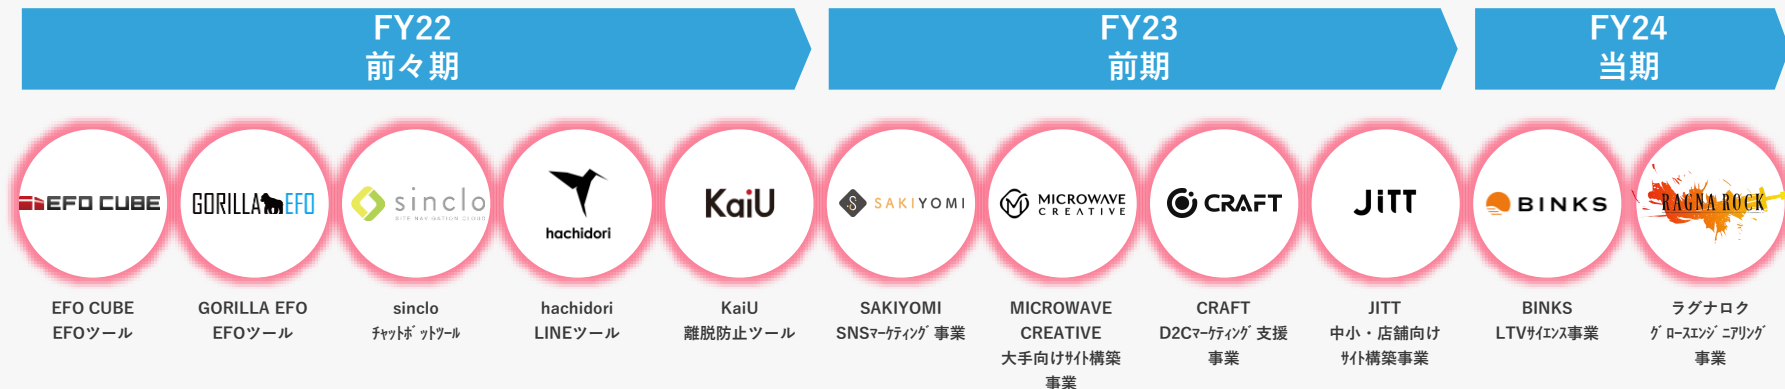 FY22
前々期
FY23
前期
FY24
当期
EFO CUBE
GORILLA EFO
sinclo
SITE NAVIGATION CLOUD
hachidori
KaiU
S
SAKIYOMI
MICROWAVE
CREATIVE
CRAFT
JiTT
BINKS
RAGNA ROCK
EFO CUBE
EFOツール
GORILLA EFO
EFOツール
sinclo
ﾁｬｯﾄﾎﾞｯﾄﾂｰﾙ
hachidori
LINEツール
KaiU
離脱防止ツール
SAKIYOMI
SNSﾏｰｹﾃｨﾝｸﾞ事業
MICROWAVE
CREATIVE
大手向けｻｲﾄ構築
事業
CRAFT
D2Cﾏｰｹﾃｨﾝｸﾞ支援
事業
JITT
中小・店舗向け
ｻｲﾄ構築事業
BINKS
LTVｻｲｴﾝｽ事業
ラグナロク
ｸﾞﾛｰｽｴﾝｼﾞﾆｱﾘﾝｸﾞ
事業